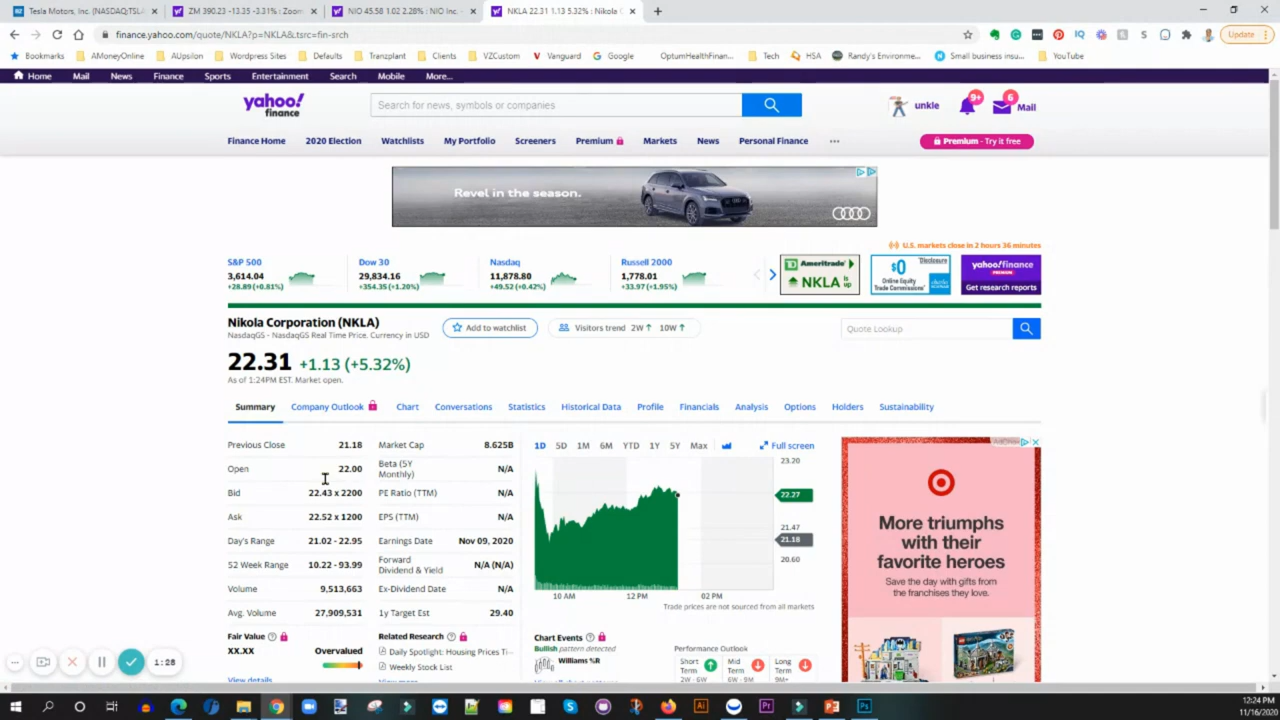 Tesla Motors, Inc. (NASDAQ:TSL
ZM 390.23 -13.35 -3.31% : Zoom
NIO 45.58 1.02 2.28% : NIO Inc. -
NKLA 22.31 1.13 5.32% : Nikola C
finance.yahoo.com/quote/NKLA?p=NKLA&.tsrc=fin-srch
Update
Bookmarks
AMoneyOnline
AUpsilon
Wordpress Sites
Defaults
Transplant
Clients
VZCustom
Vanguard
Google
OptumHealthFinan...
Tech
HSA
Randy's Environme...
Small business insu...
YouTube
Home Mail News Finance Sports Entertainment Search Mobile More...
yahoo!
finance
Search for news, symbols or companies
unkle
9+
6
Mail
Finance Home 2020 Election Watchlists My Portfolio Screeners Premium Markets News Personal Finance ...
Premium - Try it free
Revel in the season.
U.S. markets close in 2 hours 36 minutes
S&P 500
3,614.04
+28.89 (+0.81%)
Dow 30
29,834.16
+354.35 (+1.20%)
Nasdaq
11,878.80
+49.52 (+0.42%)
Russell 2000
1,778.01
+33.97 (+1.95%)
Ameritrade
NKLA is up
Disclosure
$0
Online Equity
Trade Commissions
yahoo!finance
PREMIUM
Get research reports
Nikola Corporation (NKLA)
NasdaqGS - NasdaqGS Real Time Price. Currency in USD
Add to watchlist
Visitors trend 2W 10W
Quote Lookup
22.31 +1.13 (+5.32%)
As of 1:24PM EST. Market open.
Summary Company Outlook Chart Conversations Statistics Historical Data Profile Financials Analysis Options Holders Sustainability
Previous Close 21.18
Open 22.00
Bid 22.43 x 2200
Ask 22.52 x 1200
Day's Range 21.02 - 22.95
52 Week Range 10.22 - 93.99
Volume 9,513,663
Avg. Volume 27,909,531
Market Cap 8.625B
Beta (5Y Monthly) N/A
PE Ratio (TTM) N/A
EPS (TTM) N/A
Earnings Date Nov 09, 2020
Forward Dividend & Yield N/A (N/A)
Ex-Dividend Date N/A
1y Target Est 29.40
1D 5D 1M 6M YTD 1Y 5Y Max
Full screen
23.20
22.27
21.47
21.18
20.60
10 AM 12 PM 02 PM
Trade prices are not sourced from all markets
More triumphs
with their
favorite heroes
Save the day with gifts from
the franchises they love.
Fair Value
XX.XX Overvalued
View details
Related Research
Daily Spotlight: Housing Prices Ti...
Weekly Stock List
View more
Chart Events
Bullish pattern detected
Williams %R
Performance Outlook
Short
Term
2W - 6W
Mid
Term
6W - 9M
Long
Term
9M+
1:28
12:24 PM
11/16/2020